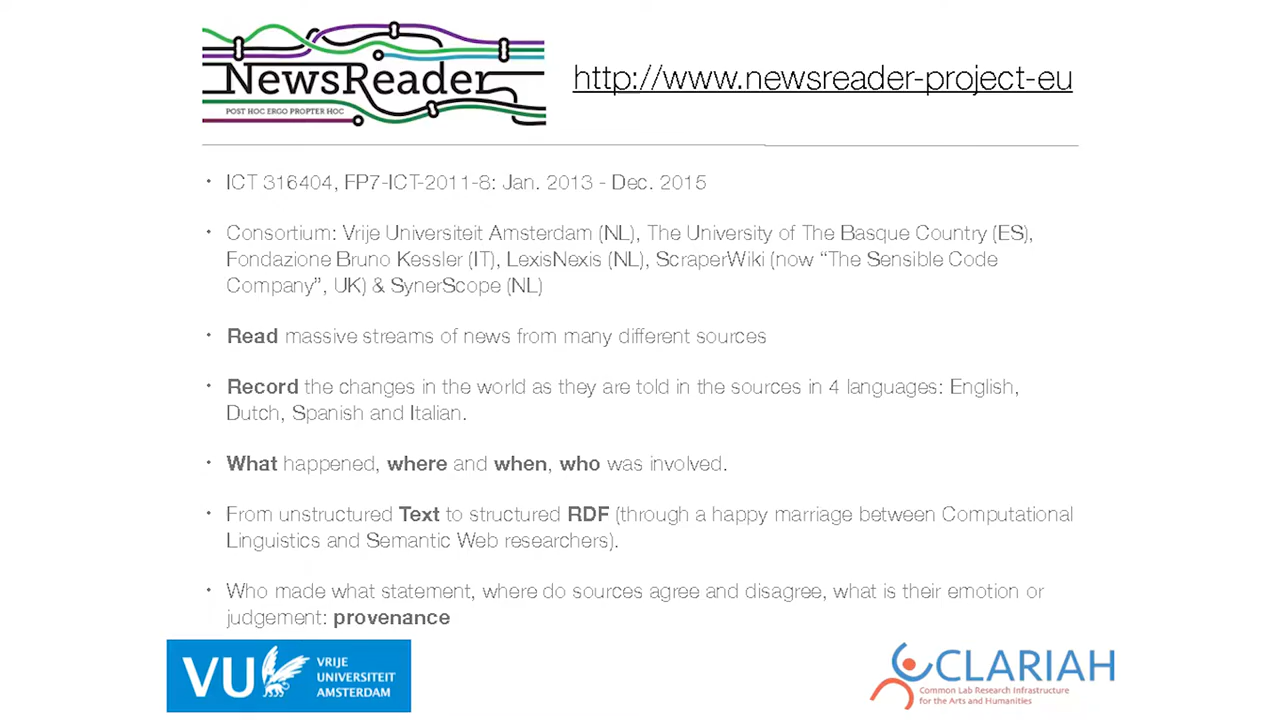 NewsReader
POST HOC ERGO PROPTER HOC
http://www.newsreader-project-eu
• ICT 316404, FP7-ICT-2011-8: Jan. 2013 - Dec. 2015
• Consortium: Vrije Universiteit Amsterdam (NL), The University of The Basque Country (ES),
Fondazione Bruno Kessler (IT), LexisNexis (NL), ScraperWiki (now “The Sensible Code
Company”, UK) & SynerScope (NL)
• Read massive streams of news from many different sources
• Record the changes in the world as they are told in the sources in 4 languages: English,
Dutch, Spanish and Italian.
• What happened, where and when, who was involved.
• From unstructured Text to structured RDF (through a happy marriage between Computational
Linguistics and Semantic Web researchers).
• Who made what statement, where do sources agree and disagree, what is their emotion or
judgement: provenance
VU
VRIJE
UNIVERSITEIT
AMSTERDAM
CLARIAH
Common Lab Research Infrastructure
for the Arts and Humanities